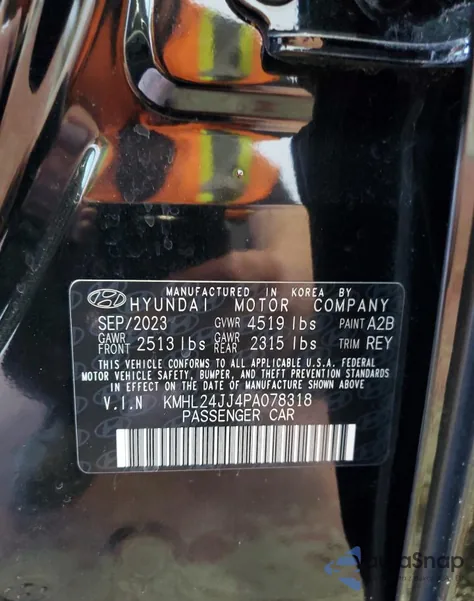 MANUFACTURED IN KOREA BY
HYUNDAI MOTOR COMPANY
SEP/2023 GVWR 4519 lbs PAINT A2B
GAWR FRONT 2513 lbs GAWR REAR 2315 lbs TRIM REY
THIS VEHICLE CONFORMS TO ALL APPLICABLE U.S.A. FEDERAL
MOTOR VEHICLE SAFETY, BUMPER, AND THEFT PREVENTION STANDARDS
IN EFFECT ON THE DATE OF MANUFACTURE SHOWN ABOVE.
V.I.N KMHL24JJ4PA078318
PASSENGER CAR